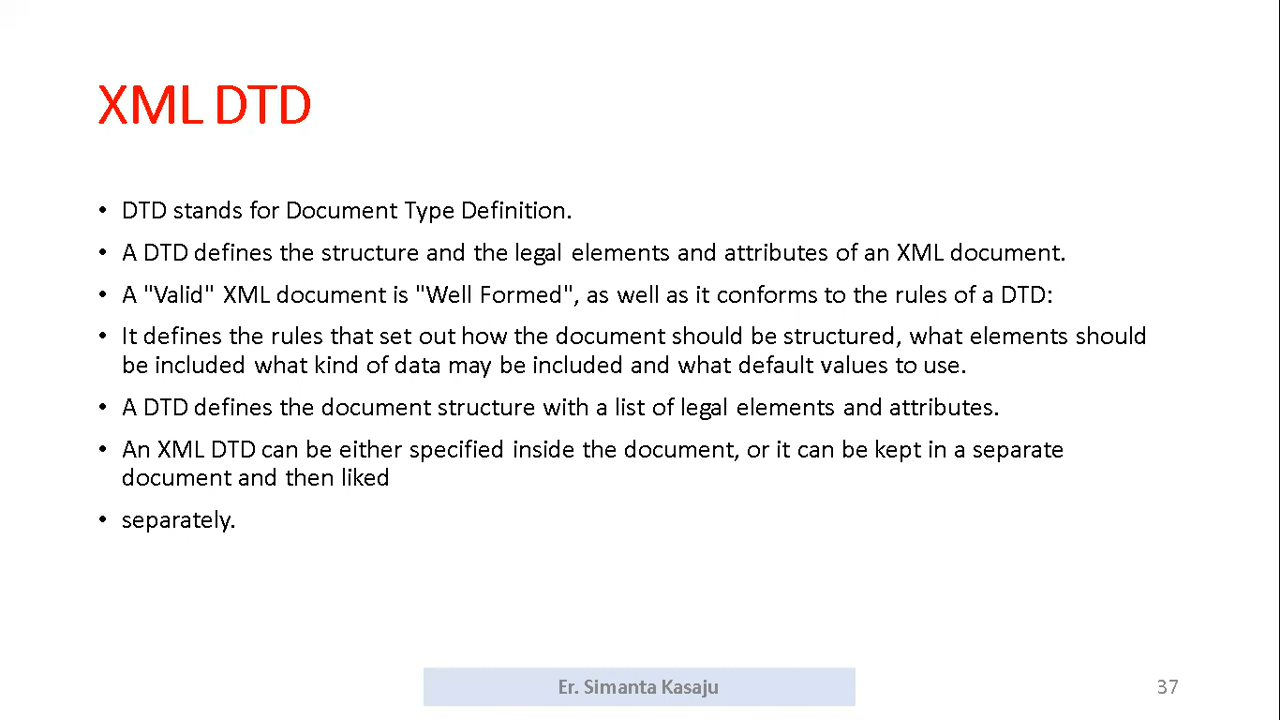 XML DTD
• DTD stands for Document Type Definition.
• A DTD defines the structure and the legal elements and attributes of an XML document.
• A "Valid" XML document is "Well Formed", as well as it conforms to the rules of a DTD:
• It defines the rules that set out how the document should be structured, what elements should
be included what kind of data may be included and what default values to use.
• A DTD defines the document structure with a list of legal elements and attributes.
• An XML DTD can be either specified inside the document, or it can be kept in a separate
document and then liked
• separately.
Er. Simanta Kasaju
37